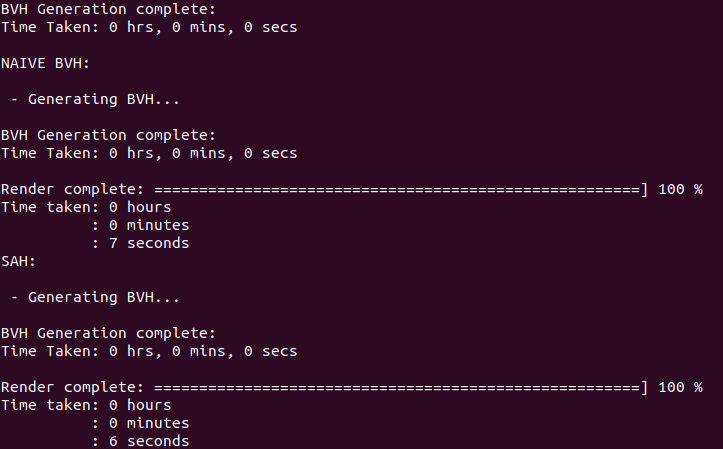 BVH Generation complete:
Time Taken: 0 hrs, 0 mins, 0 secs
NAIVE BVH:
- Generating BVH...
BVH Generation complete:
Time Taken: 0 hrs, 0 mins, 0 secs
Render complete: ======================================================] 100 %
Time taken: 0 hours
: 0 minutes
: 7 seconds
SAH:
- Generating BVH...
BVH Generation complete:
Time Taken: 0 hrs, 0 mins, 0 secs
Render complete: ======================================================] 100 %
Time taken: 0 hours
: 0 minutes
: 6 seconds